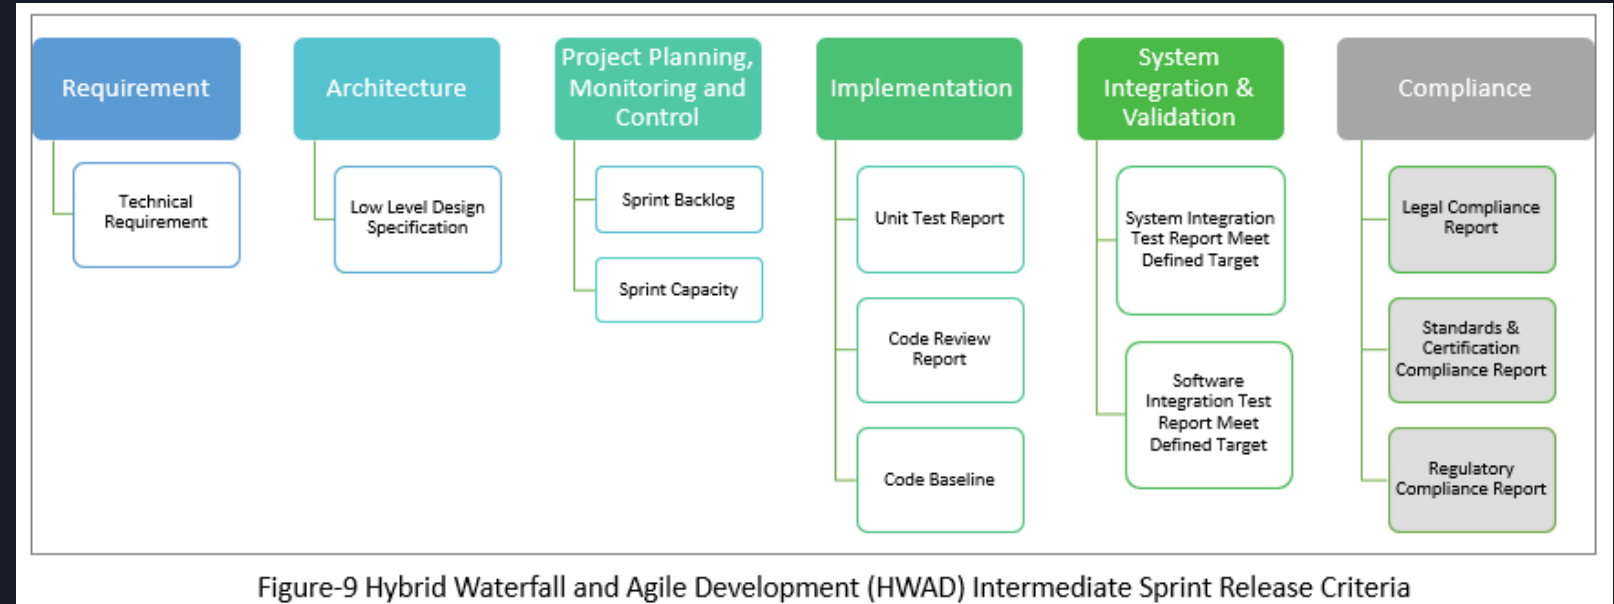 Requirement
Technical
Requirement
Architecture
Low Level Design
Specification
Project Planning,
Monitoring and
Control
Sprint Backlog
Sprint Capacity
Implementation
Unit Test Report
Code Review
Report
Code Baseline
System
Integration &
Validation
System Integration
Test Report Meet
Defined Target
Software
Integration Test
Report Meet
Defined Target
Compliance
Legal Compliance
Report
Standards &
Certification
Compliance Report
Regulatory
Compliance Report
Figure-9 Hybrid Waterfall and Agile Development (HWAD) Intermediate Sprint Release Criteria